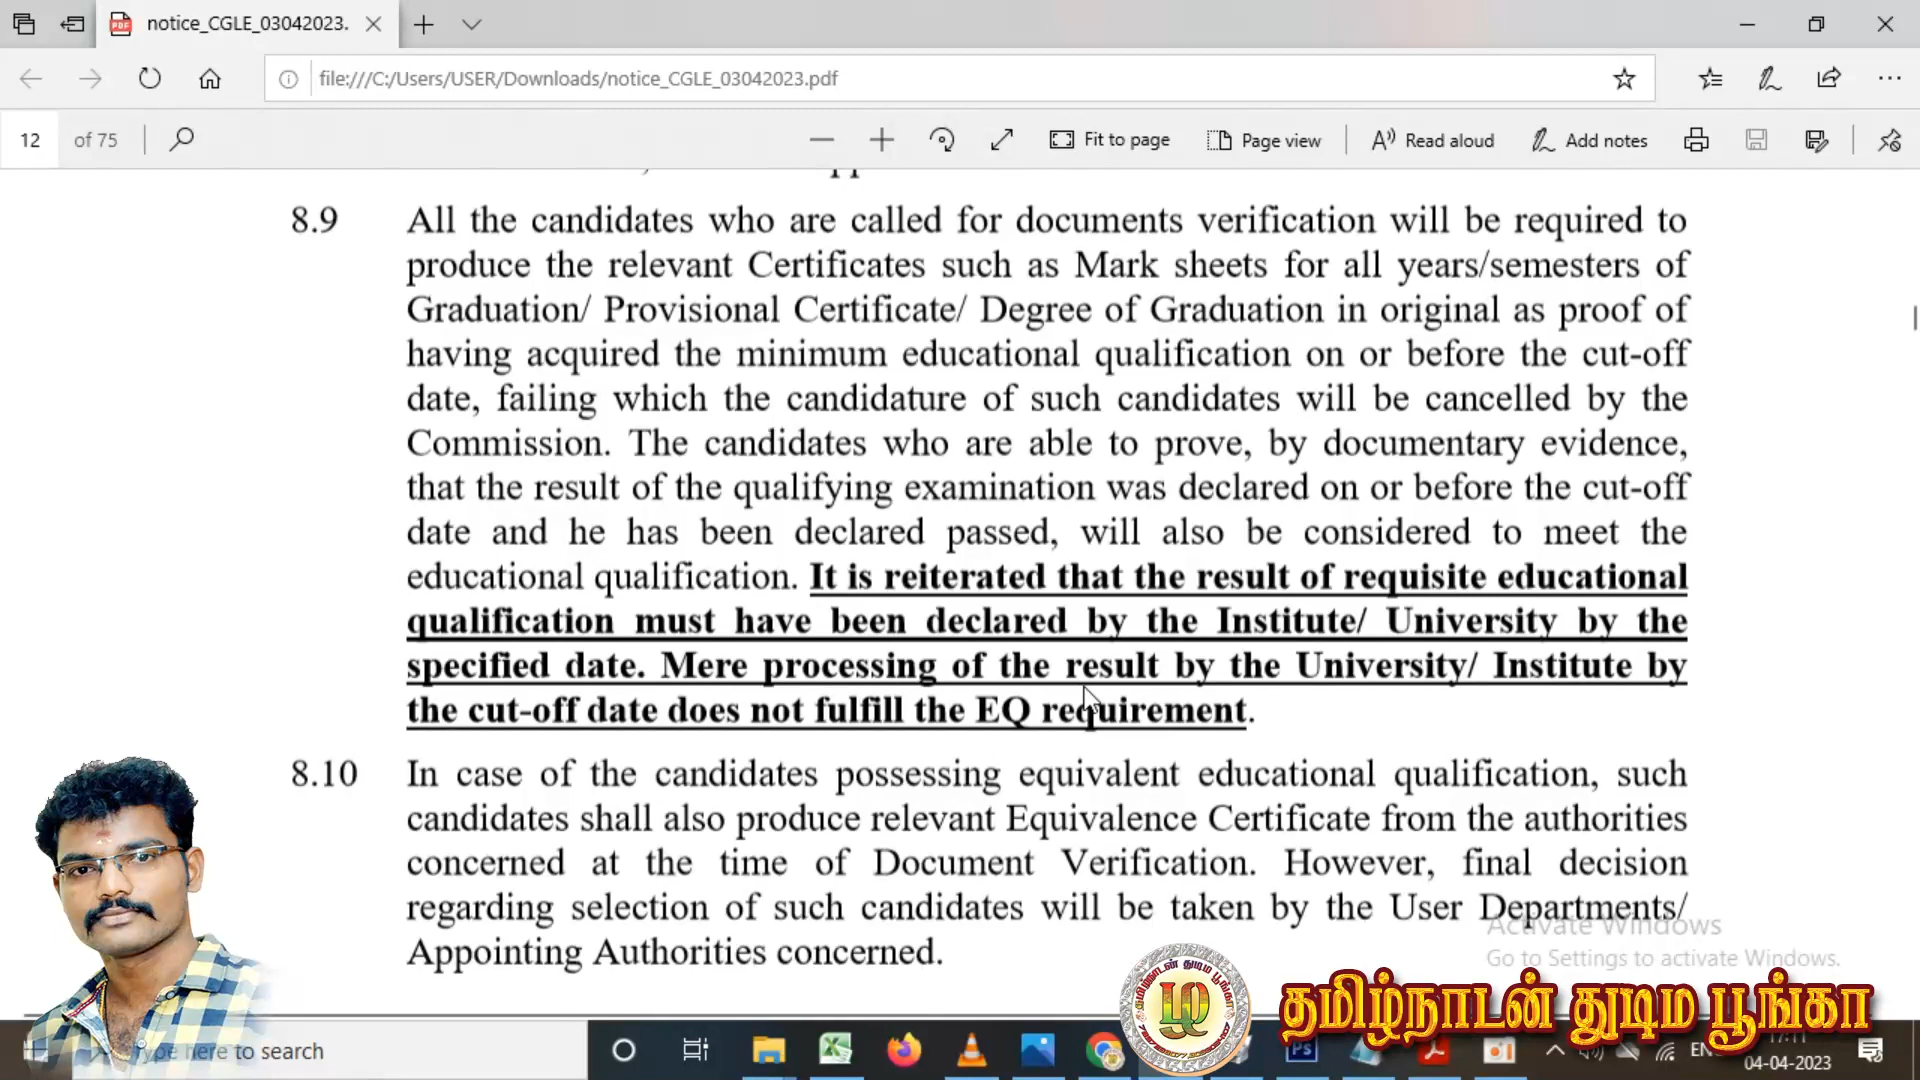 notice_CGLE_03042023.
file:///C:/Users/USER/Downloads/notice_CGLE_03042023.pdf
12 of 75 Fit to page Page view Read aloud Add notes
8.9 All the candidates who are called for documents verification will be required to
produce the relevant Certificates such as Mark sheets for all years/semesters of
Graduation/ Provisional Certificate/ Degree of Graduation in original as proof of
having acquired the minimum educational qualification on or before the cut-off
date, failing which the candidature of such candidates will be cancelled by the
Commission. The candidates who are able to prove, by documentary evidence,
that the result of the qualifying examination was declared on or before the cut-off
date and he has been declared passed, will also be considered to meet the
educational qualification. It is reiterated that the result of requisite educational
qualification must have been declared by the Institute/ University by the
specified date. Mere processing of the result by the University/ Institute by
the cut-off date does not fulfill the EQ requirement.
8.10 In case of the candidates possessing equivalent educational qualification, such
candidates shall also produce relevant Equivalence Certificate from the authorities
concerned at the time of Document Verification. However, final decision
regarding selection of such candidates will be taken by the User Departments/
Appointing Authorities concerned.
Activate Windows
Go to Settings to activate Windows.
தமிழ்நாடன் துடிம பூங்கா
Type here to search
17:11
04-04-2023